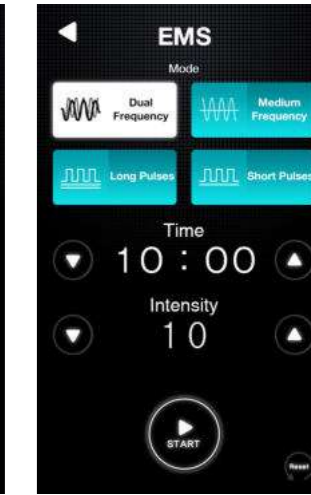 EMS
Mode
Dual
Frequency
Medium
Frequency
Long Pulses
Short Pulses
Time
10 : 00
Intensity
10
START
Reset